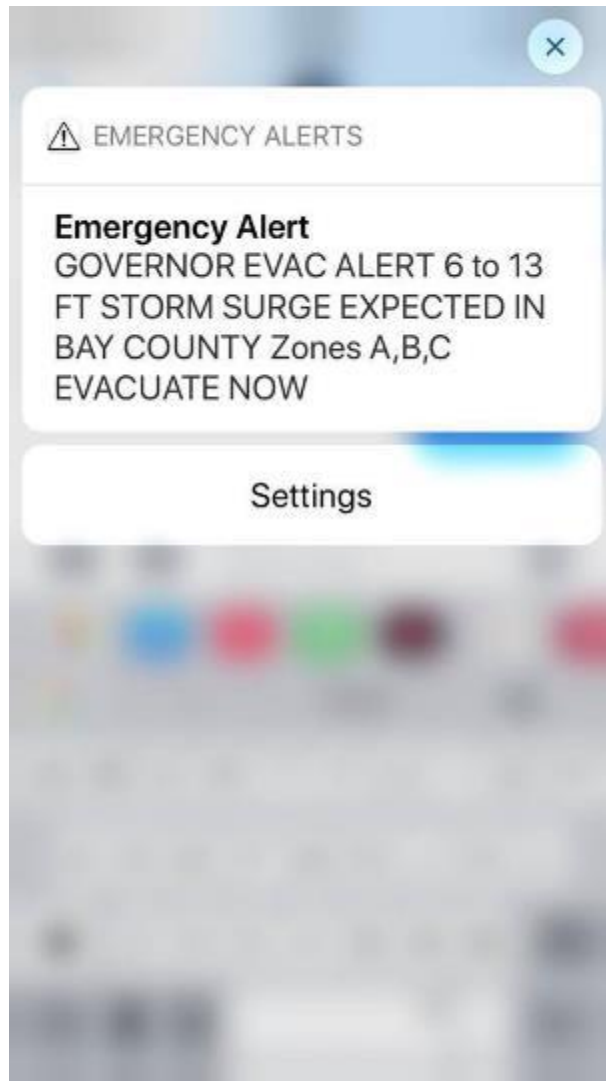 EMERGENCY ALERTS
Emergency Alert
GOVERNOR EVAC ALERT 6 to 13
FT STORM SURGE EXPECTED IN
BAY COUNTY Zones A,B,C
EVACUATE NOW
Settings